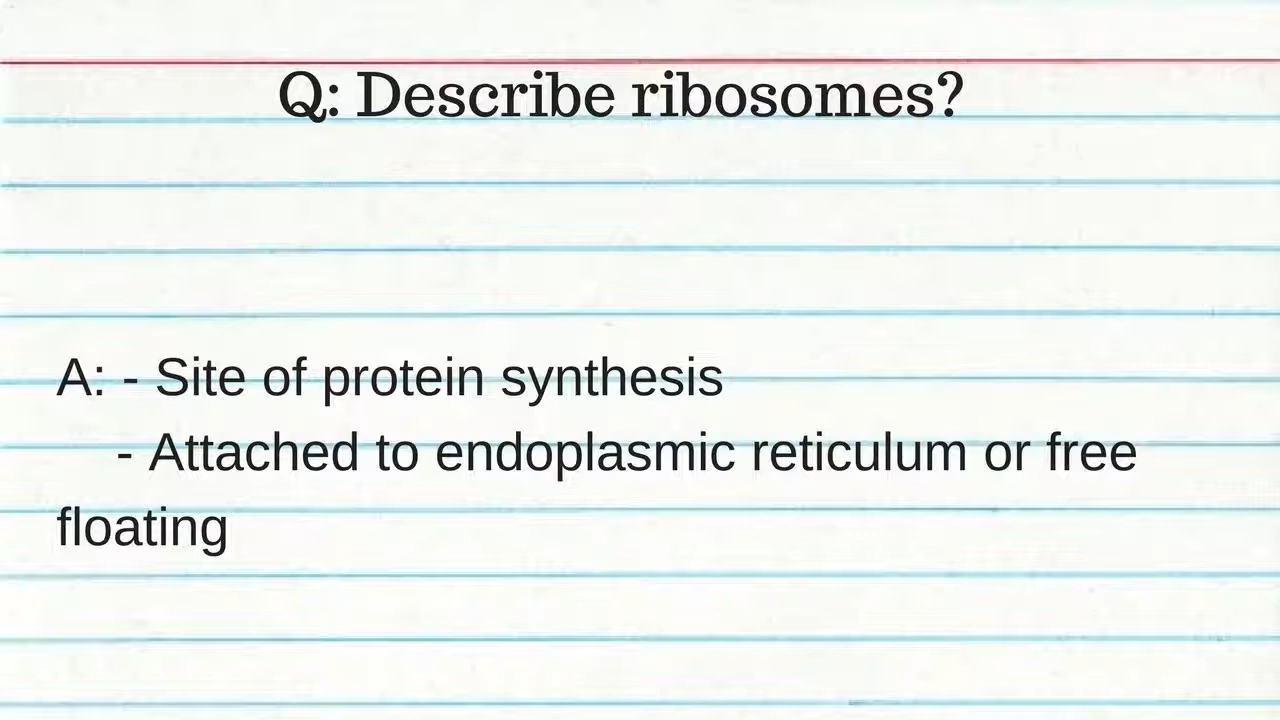 Q: Describe ribosomes?
A: - Site of protein synthesis
- Attached to endoplasmic reticulum or free
floating